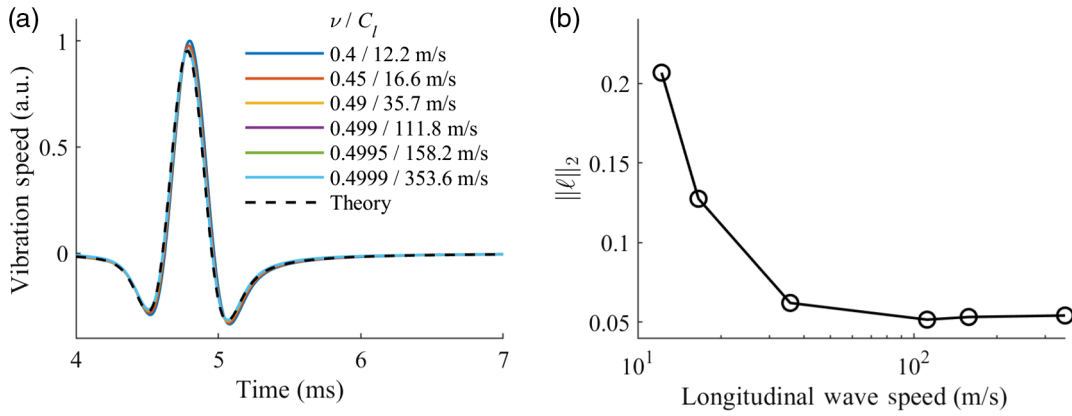 (a)
ν / C_l
0.4 / 12.2 m/s
0.45 / 16.6 m/s
0.49 / 35.7 m/s
0.499 / 111.8 m/s
0.4995 / 158.2 m/s
0.4999 / 353.6 m/s
Theory
Vibration speed (a.u.)
1
0.5
0
4
5
6
7
Time (ms)
(b)
||ℓ||_2
0.2
0.15
0.1
0.05
10^1
10^2
Longitudinal wave speed (m/s)